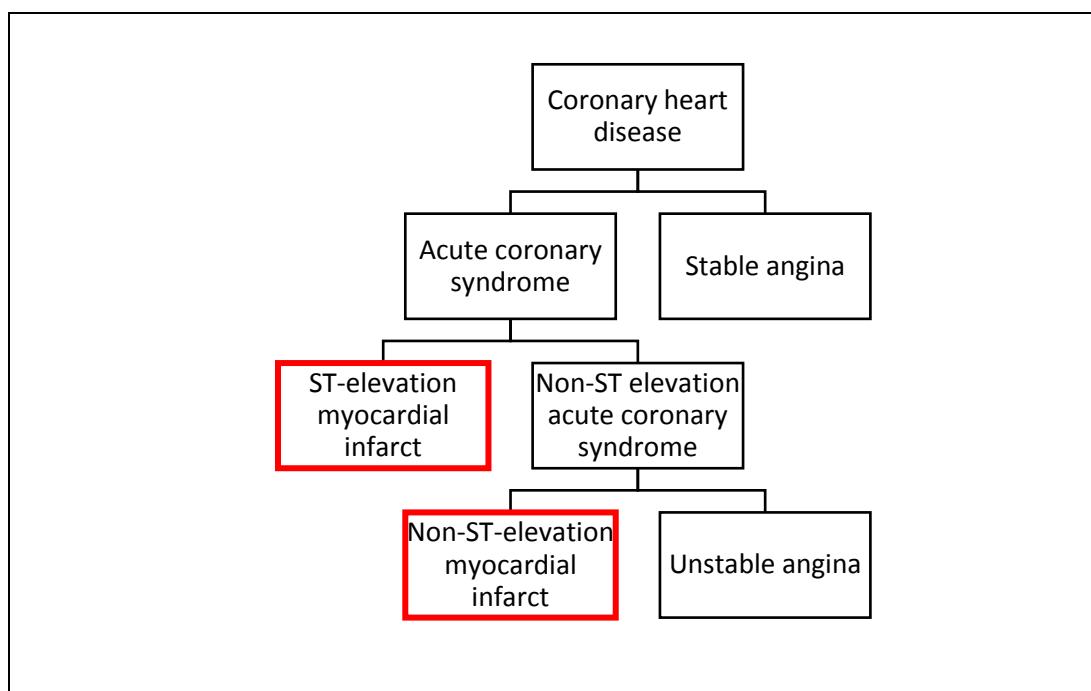 Coronary heart
disease
Acute coronary
syndrome
Stable angina
ST-elevation
myocardial
infarct
Non-ST elevation
acute coronary
syndrome
Non-ST-elevation
myocardial
infarct
Unstable angina